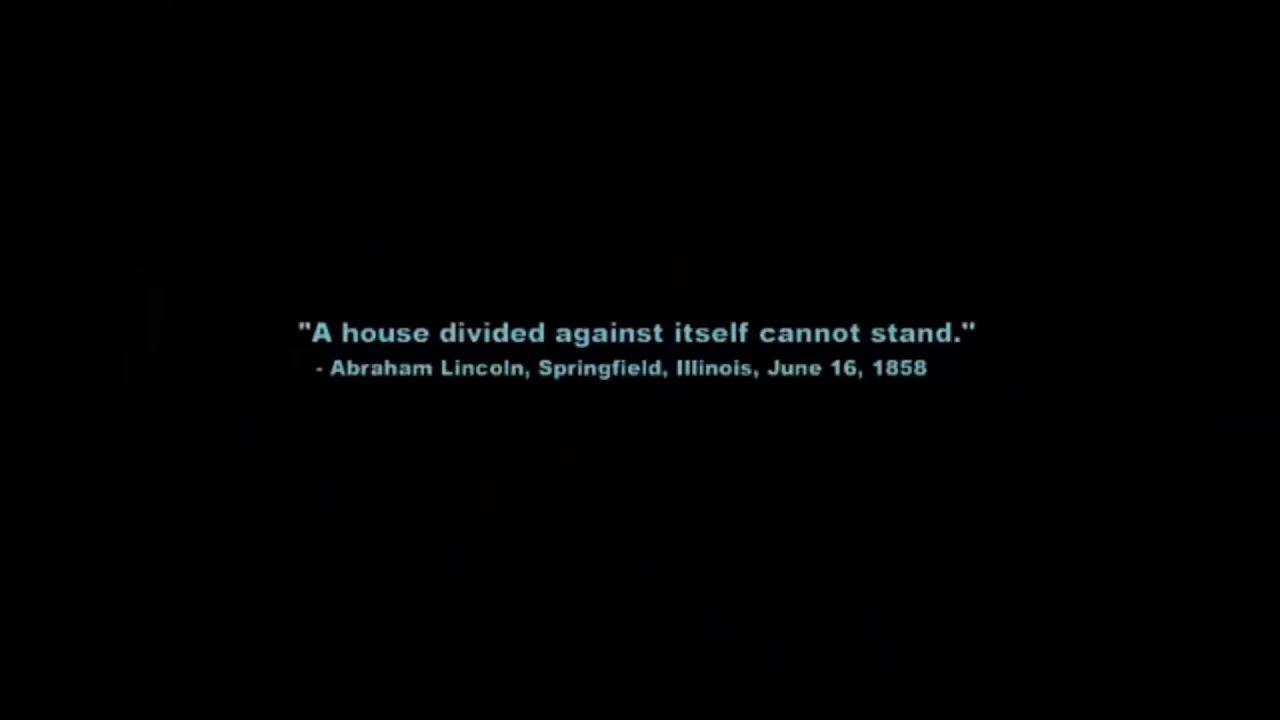 "A house divided against itself cannot stand."
- Abraham Lincoln, Springfield, Illinois, June 16, 1858